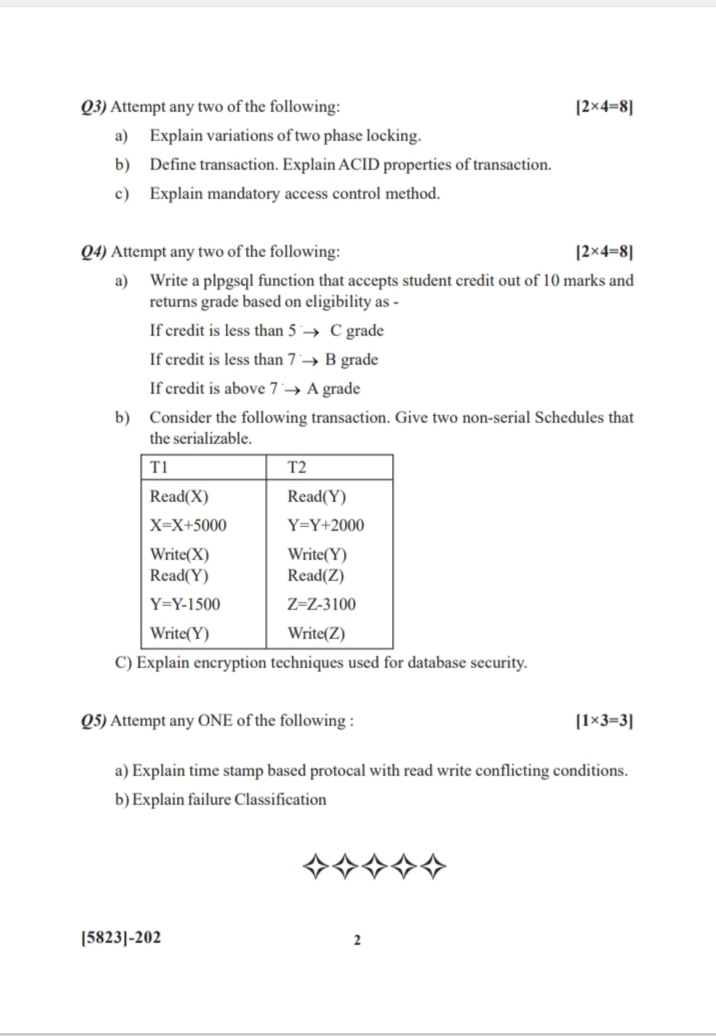 Q3) Attempt any two of the following: [2×4=8]
a) Explain variations of two phase locking.
b) Define transaction. Explain ACID properties of transaction.
c) Explain mandatory access control method.
Q4) Attempt any two of the following: [2×4=8]
a) Write a plpgsql function that accepts student credit out of 10 marks and
returns grade based on eligibility as -
If credit is less than 5 → C grade
If credit is less than 7 → B grade
If credit is above 7 → A grade
b) Consider the following transaction. Give two non-serial Schedules that
the serializable.
T1 T2
Read(X) Read(Y)
X=X+5000 Y=Y+2000
Write(X) Write(Y)
Read(Y) Read(Z)
Y=Y-1500 Z=Z-3100
Write(Y) Write(Z)
C) Explain encryption techniques used for database security.
Q5) Attempt any ONE of the following : [1×3=3]
a) Explain time stamp based protocal with read write conflicting conditions.
b) Explain failure Classification
[5823]-202 2